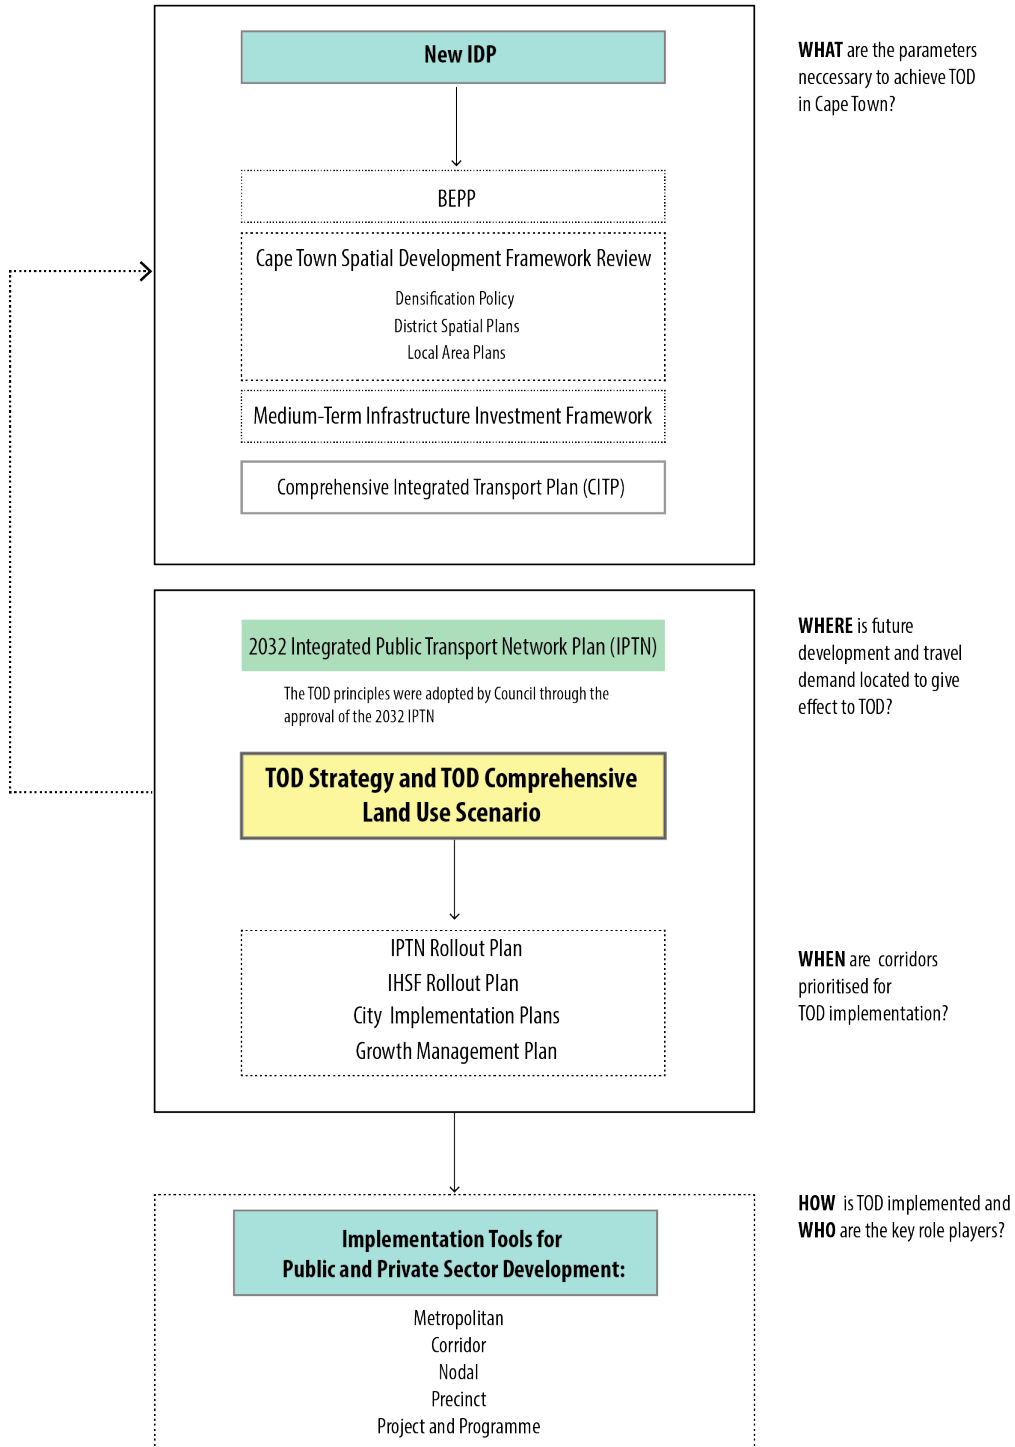 New IDP
WHAT are the parameters
neccessary to achieve TOD
in Cape Town?
BEPP
Cape Town Spatial Development Framework Review
Densification Policy
District Spatial Plans
Local Area Plans
Medium-Term Infrastructure Investment Framework
Comprehensive Integrated Transport Plan (CITP)
2032 Integrated Public Transport Network Plan (IPTN)
The TOD principles were adopted by Council through the
approval of the 2032 IPTN
WHERE is future
development and travel
demand located to give
effect to TOD?
TOD Strategy and TOD Comprehensive
Land Use Scenario
IPTN Rollout Plan
IHSF Rollout Plan
City Implementation Plans
Growth Management Plan
WHEN are corridors
prioritised for
TOD implementation?
HOW is TOD implemented and
WHO are the key role players?
Implementation Tools for
Public and Private Sector Development:
Metropolitan
Corridor
Nodal
Precinct
Project and Programme